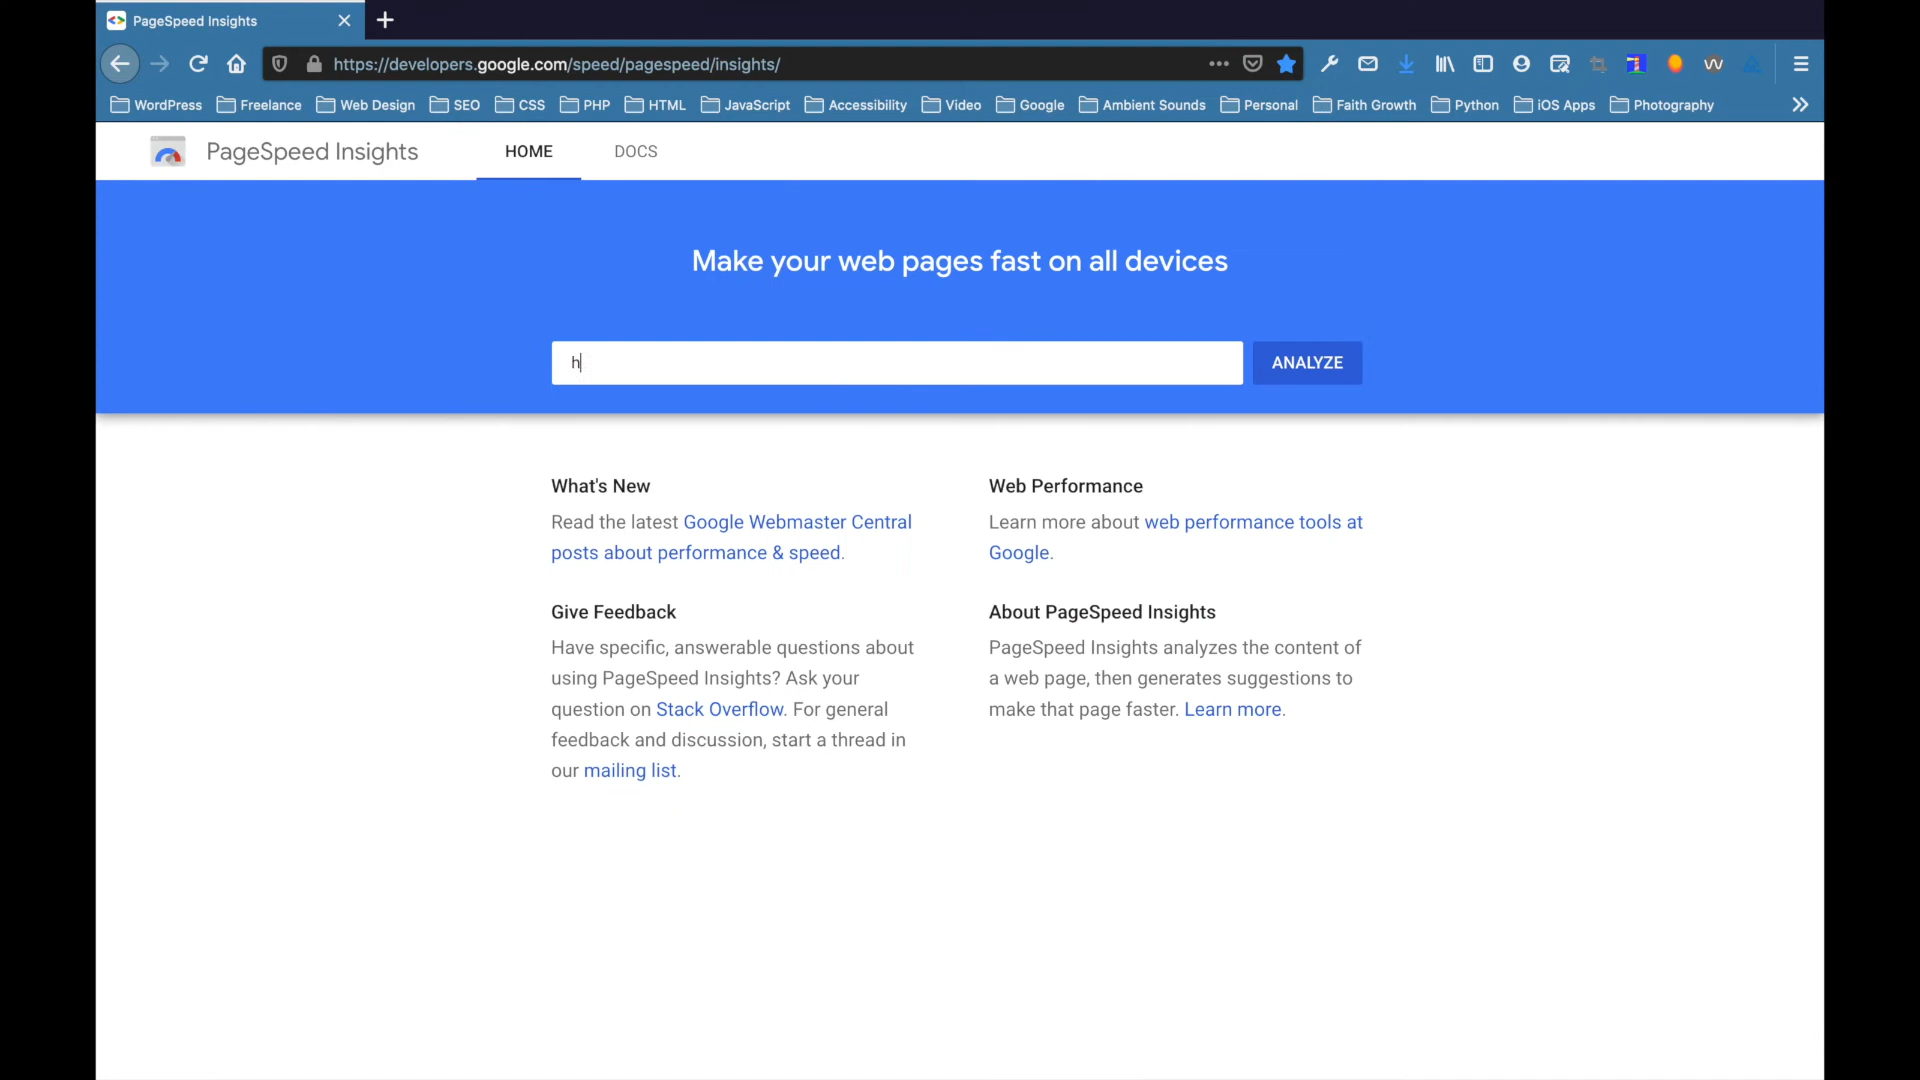 PageSpeed Insights
https://developers.google.com/speed/pagespeed/insights/
WordPress Freelance Web Design SEO CSS PHP HTML JavaScript Accessibility Video Google Ambient Sounds Personal Faith Growth Python iOS Apps Photography
PageSpeed Insights HOME DOCS
Make your web pages fast on all devices
h ANALYZE
What's New
Read the latest Google Webmaster Central
posts about performance & speed.
Web Performance
Learn more about web performance tools at
Google.
Give Feedback
Have specific, answerable questions about
using PageSpeed Insights? Ask your
question on Stack Overflow. For general
feedback and discussion, start a thread in
our mailing list.
About PageSpeed Insights
PageSpeed Insights analyzes the content of
a web page, then generates suggestions to
make that page faster. Learn more.